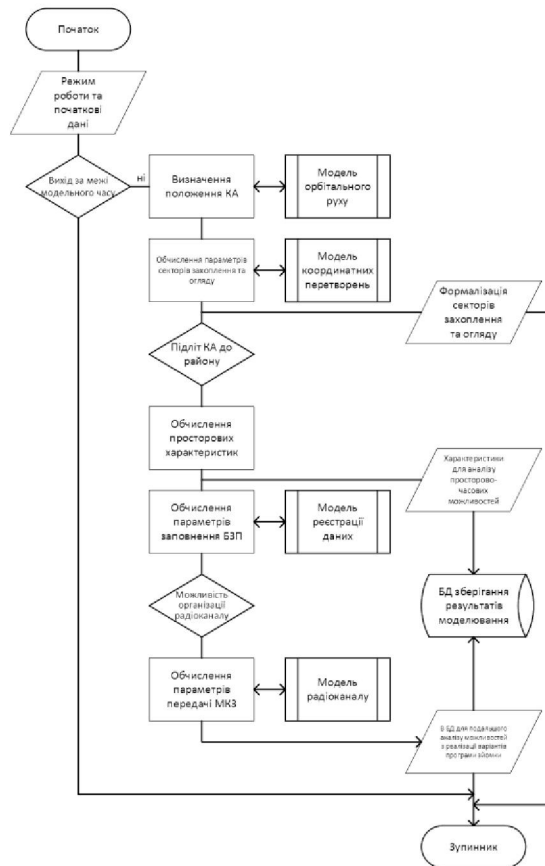 Початок
Режим
роботи та
початкові
дані
Вихід за межі
модельного часу
ні
Визначення
положення КА
Модель
орбітального
руху
Обчислення параметрів
секторів захоплення та
огляду
Модель
координатних
перетворень
Формалізація
секторів
захоплення
та огляду
Підліт КА до
району
Обчислення
просторових
характеристик
Характеристики
для аналізу
просторово-
часових
можливостей
Обчислення
параметрів
заповнення БЗП
Модель
реєстрації
даних
Можливість
організації
радіоканалу
БД зберігання
результатів
моделювання
Обчислення
параметрів
передачі МКЗ
Модель
радіоканалу
В БД для подальшого
аналізу можливостей
з реалізації варіантів
програми зйомки
Зупинник